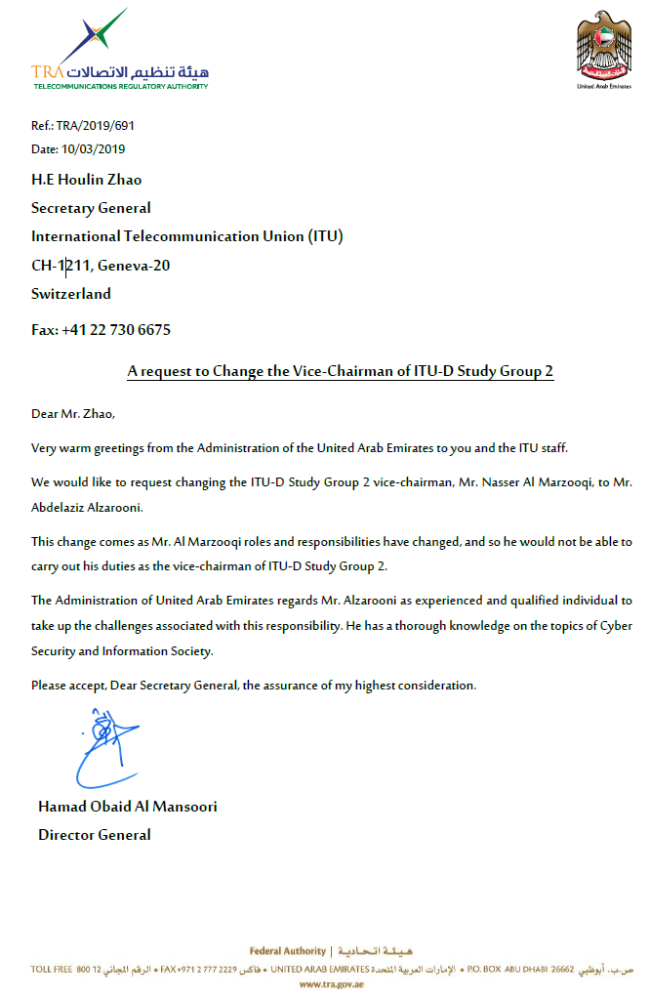 TRA هيئة تنظيم الاتصالات
TELECOMMUNICATIONS REGULATORY AUTHORITY
United Arab Emirates
Ref.: TRA/2019/691
Date: 10/03/2019
H.E Houlin Zhao
Secretary General
International Telecommunication Union (ITU)
CH-1211, Geneva-20
Switzerland
Fax: +41 22 730 6675
A request to Change the Vice-Chairman of ITU-D Study Group 2
Dear Mr. Zhao,
Very warm greetings from the Administration of the United Arab Emirates to you and the ITU staff.
We would like to request changing the ITU-D Study Group 2 vice-chairman, Mr. Nasser Al Marzooqi, to Mr.
Abdelaziz Alzarooni.
This change comes as Mr. Al Marzooqi roles and responsibilities have changed, and so he would not be able to
carry out his duties as the vice-chairman of ITU-D Study Group 2.
The Administration of United Arab Emirates regards Mr. Alzarooni as experienced and qualified individual to
take up the challenges associated with this responsibility. He has a thorough knowledge on the topics of Cyber
Security and Information Society.
Please accept, Dear Secretary General, the assurance of my highest consideration.
Hamad Obaid Al Mansoori
Director General
Federal Authority | هيئة اتحادية
TOLL FREE 800 12 الرقم المجاني • FAX +971 2 777 2229 فاكس • UNITED ARAB EMIRATES الإمارات العربية المتحدة • P.O. BOX ABU DHABI 26662 ص.ب. أبوظبي
www.tra.gov.ae